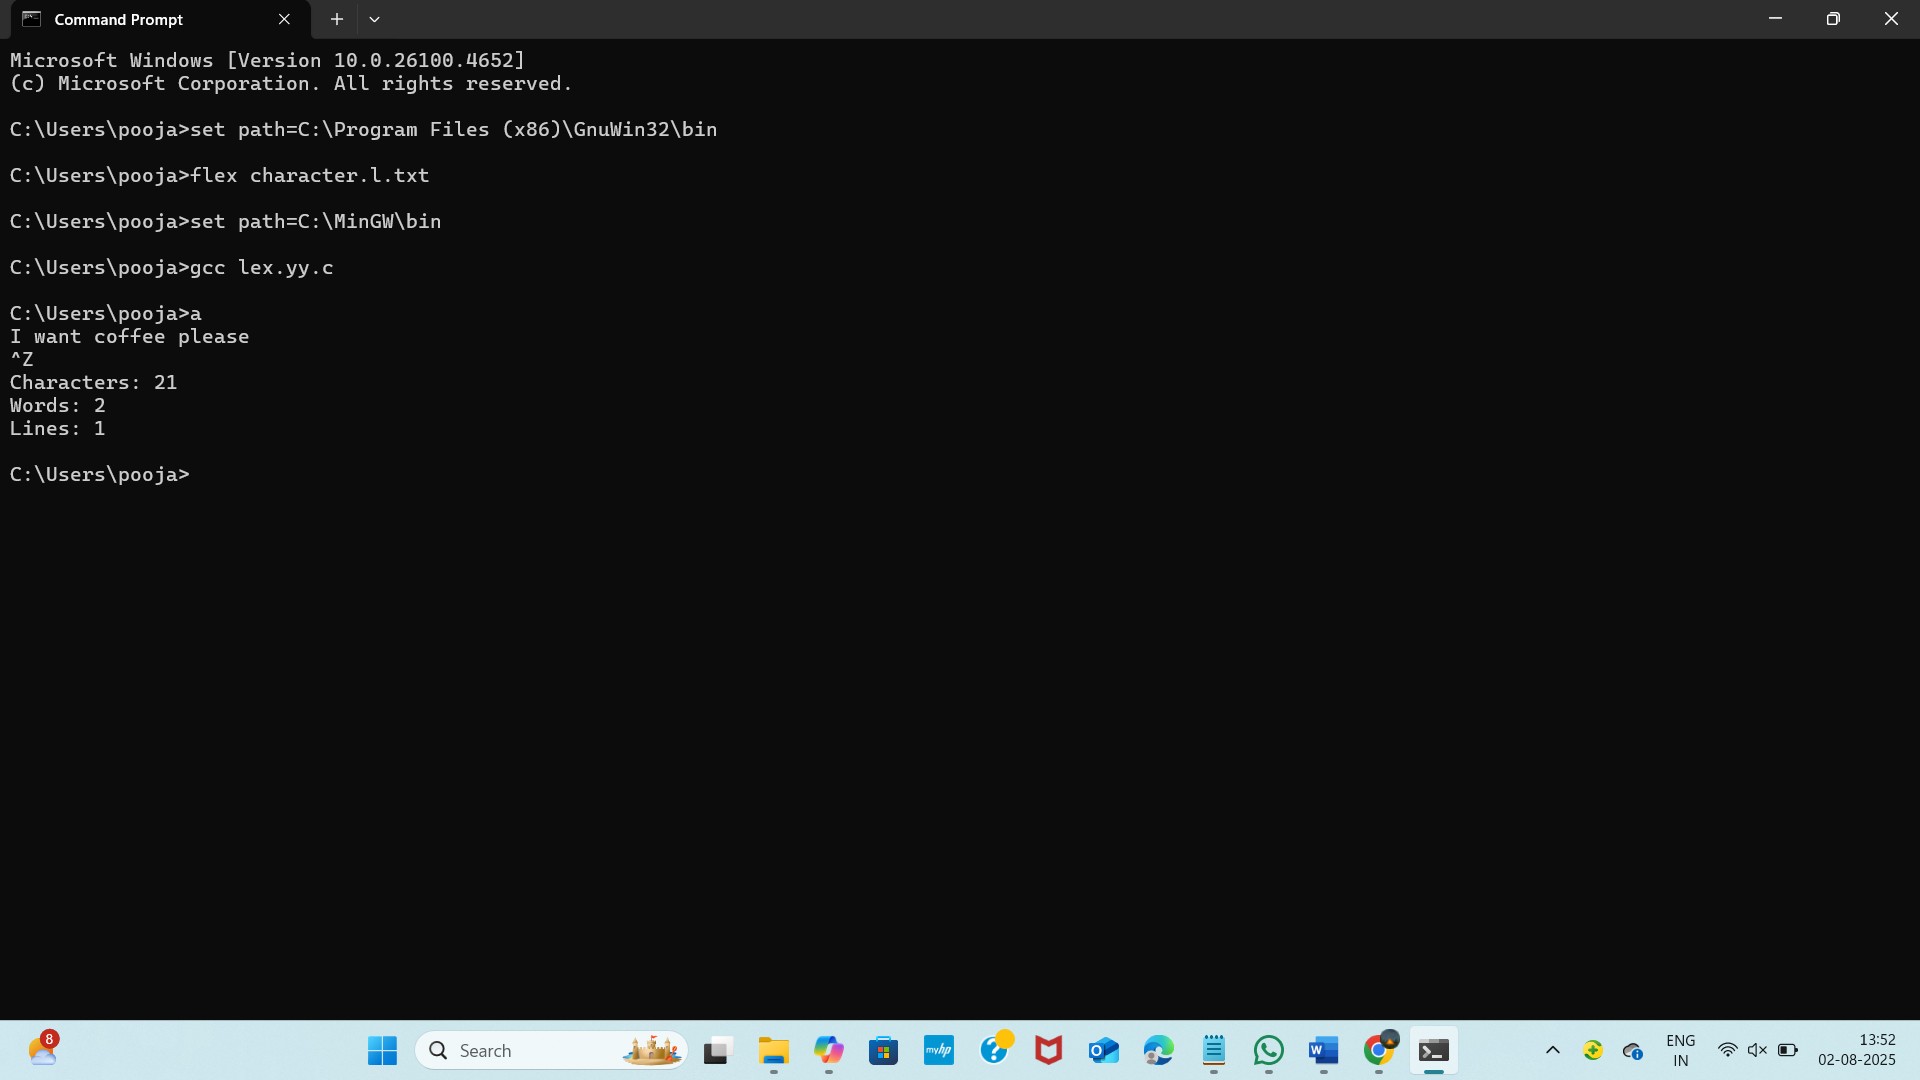 Command Prompt
Microsoft Windows [Version 10.0.26100.4652]
(c) Microsoft Corporation. All rights reserved.
C:\Users\pooja>set path=C:\Program Files (x86)\GnuWin32\bin
C:\Users\pooja>flex character.l.txt
C:\Users\pooja>set path=C:\MinGW\bin
C:\Users\pooja>gcc lex.yy.c
C:\Users\pooja>a
I want coffee please
^Z
Characters: 21
Words: 2
Lines: 1
C:\Users\pooja>
8
Search
myhp
ENG
IN
13:52
02-08-2025